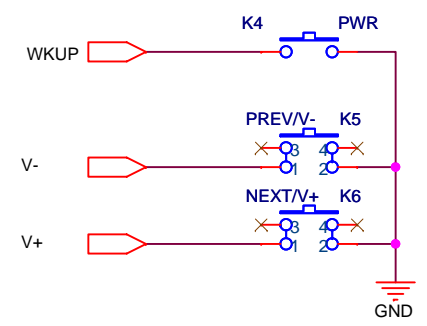 K4 PWR
WKUP
PREV/V- K5
3 4
V- 1 2
NEXT/V+ K6
3 4
V+ 1 2
GND